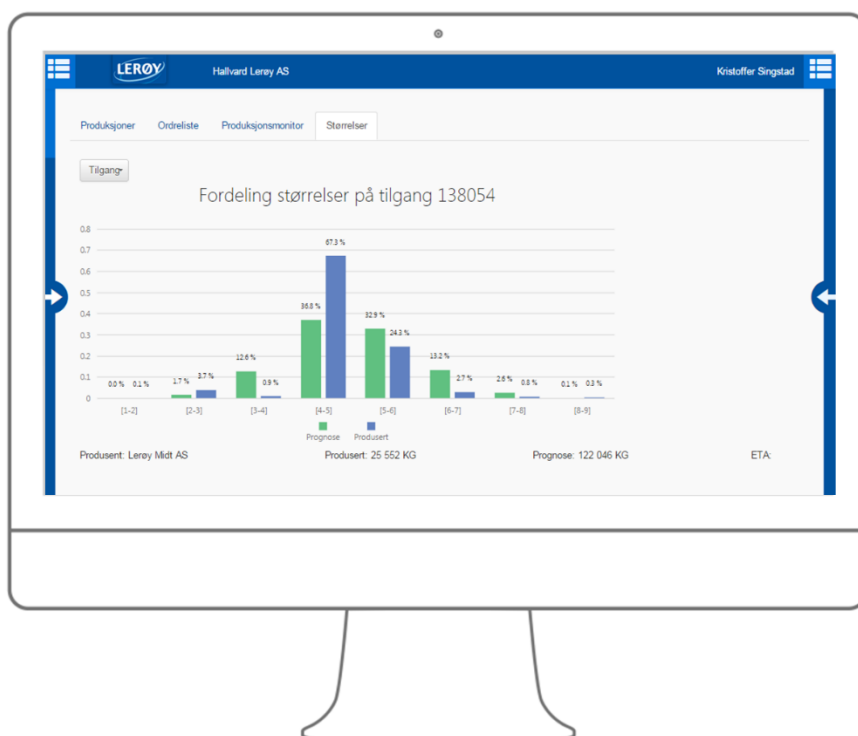 LERØY Hallvard Lerøy AS Kristoffer Singstad
Produksjoner Ordreliste Produksjonsmonitor Størrelser
Tilgang
Fordeling størrelser på tilgang 138054
0.8
67.3 %
0.7
0.6
0.5
36.8 %
0.4
32.9 %
24.3 %
0.3
0.2
12.6 %
13.2 %
0.1
0.0 % 0.1 % 1.7 % 3.7 % 0.9 % 2.7 % 2.6 % 0.8 % 0.1 % 0.3 %
0
[1-2] [2-3] [3-4] [4-5] [5-6] [6-7] [7-8] [8-9]
Prognose Produsert
Produsent: Lerøy Midt AS Produsert: 25 552 KG Prognose: 122 046 KG ETA: